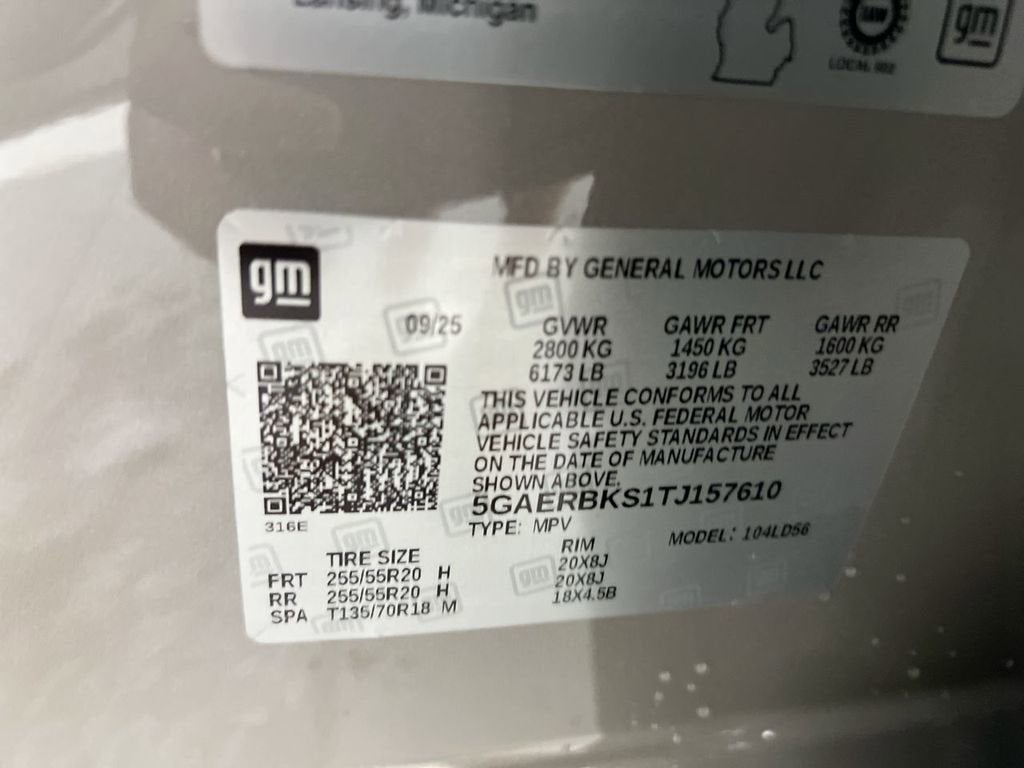 Lansing, Michigan
LOCAL 602
gm
gm
MFD BY GENERAL MOTORS LLC
09/25 GVWR GAWR FRT GAWR RR
2800 KG 1450 KG 1600 KG
6173 LB 3196 LB 3527 LB
THIS VEHICLE CONFORMS TO ALL
APPLICABLE U.S. FEDERAL MOTOR
VEHICLE SAFETY STANDARDS IN EFFECT
ON THE DATE OF MANUFACTURE
SHOWN ABOVE.
5GAERBKS1TJ157610
316E
TYPE: MPV MODEL: 104LD56
TIRE SIZE RIM
FRT 255/55R20 H 20X8J
RR 255/55R20 H 20X8J
SPA T135/70R18 M 18X4.5B